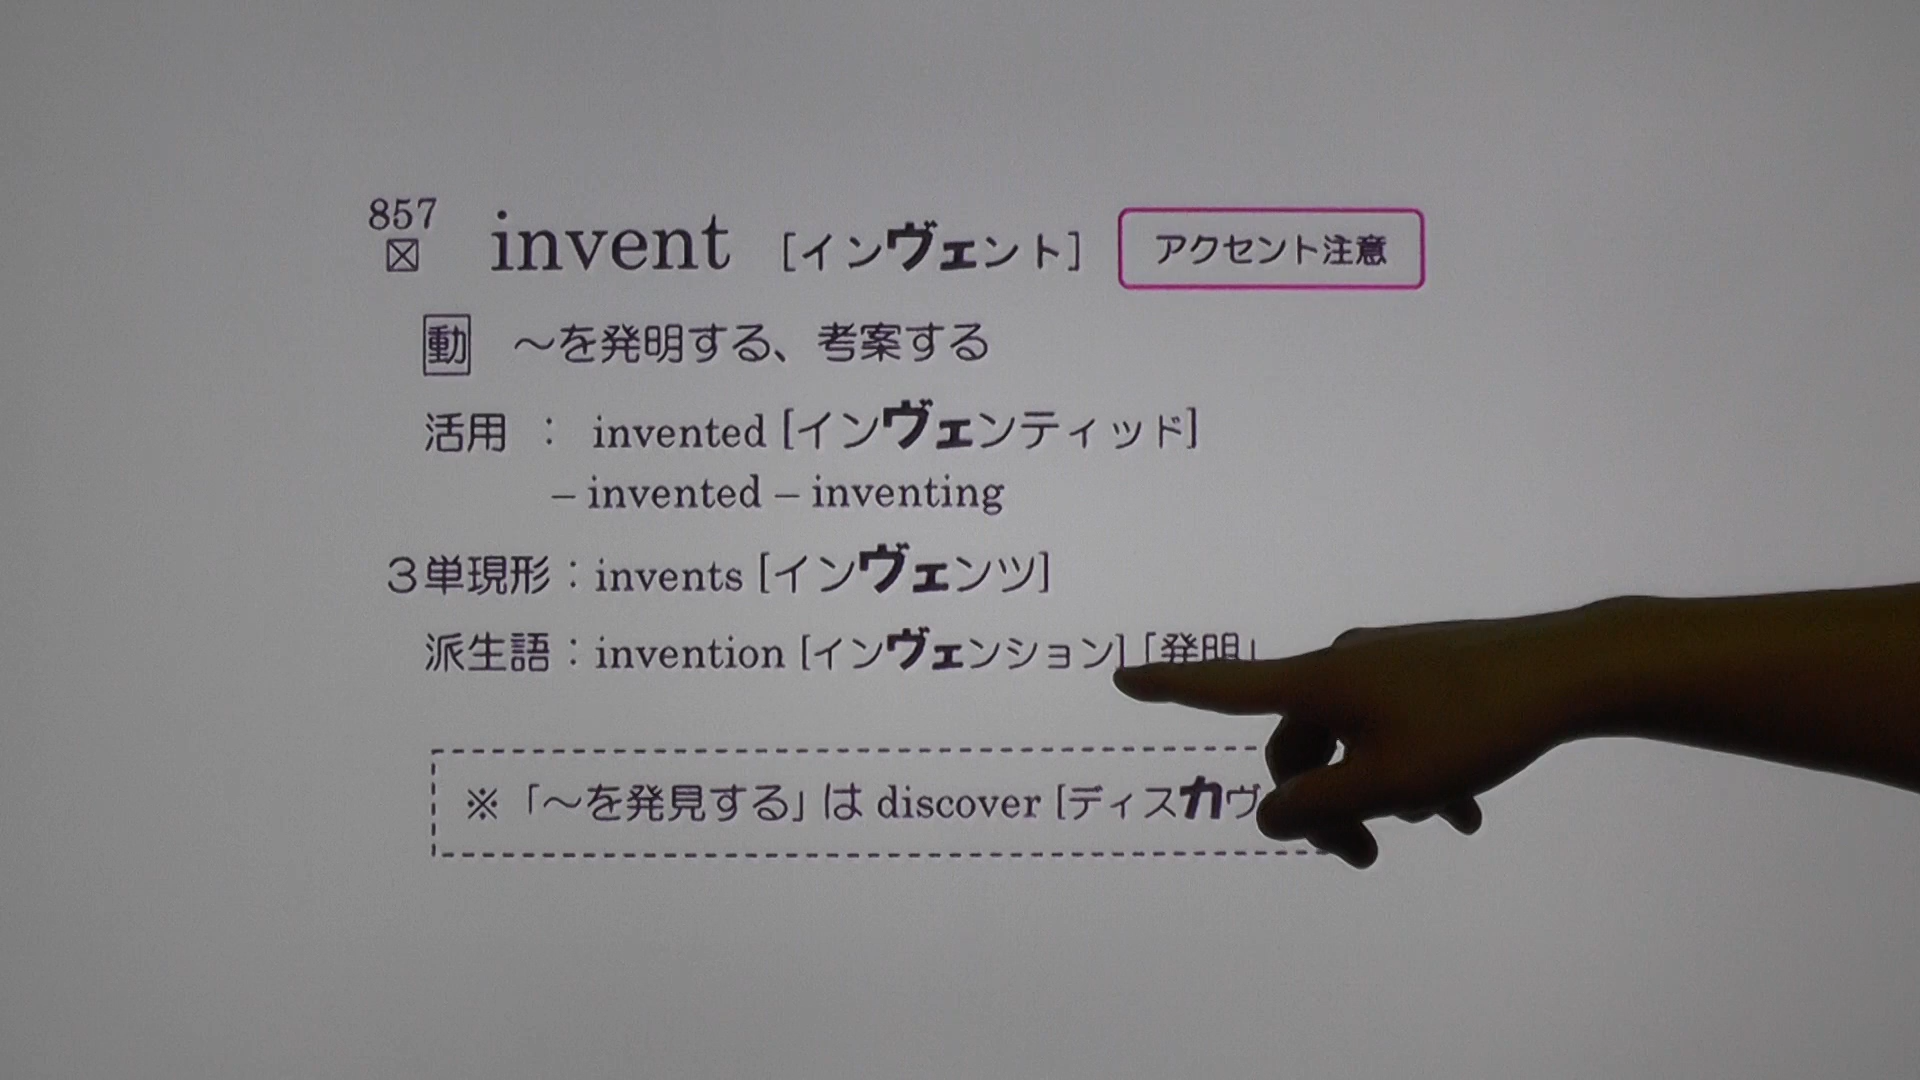 857
☒ invent [インヴェント] アクセント注意
動 ～を発明する、考案する
活用 : invented [インヴェンティッド]
– invented – inventing
3単現形 : invents [インヴェンツ]
派生語 : invention [インヴェンション]「発明」
※「～を発見する」は discover [ディスカヴ